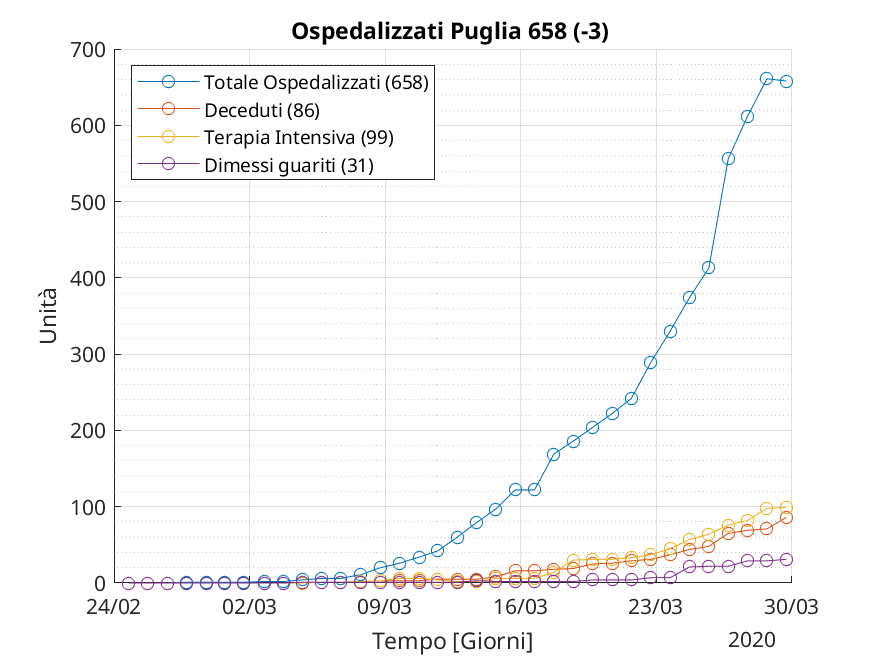 Ospedalizzati Puglia 658 (-3)
700
600
500
400
300
200
100
0
Unità
Totale Ospedalizzati (658)
Deceduti (86)
Terapia Intensiva (99)
Dimessi guariti (31)
24/02 02/03 09/03 16/03 23/03 30/03
Tempo [Giorni]
2020